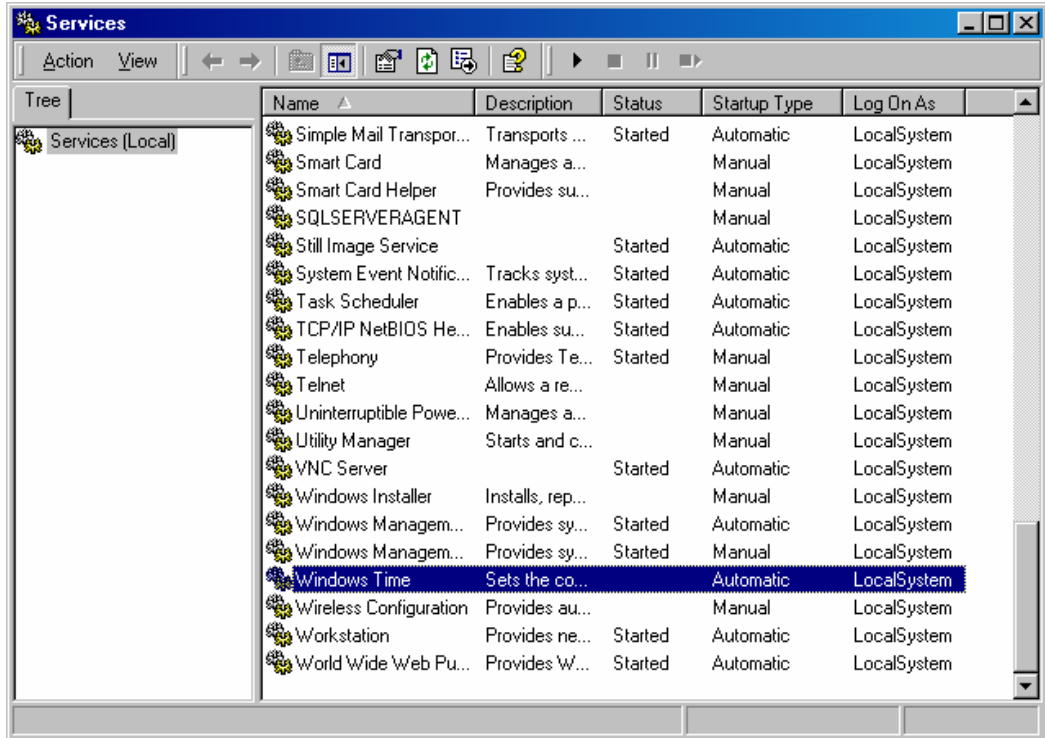 Services
Action View
Tree
Services (Local)
Name Description Status Startup Type Log On As
Simple Mail Transpor... Transports ... Started Automatic LocalSystem
Smart Card Manages a... Manual LocalSystem
Smart Card Helper Provides su... Manual LocalSystem
SQLSERVERAGENT Manual LocalSystem
Still Image Service Started Automatic LocalSystem
System Event Notific... Tracks syst... Started Automatic LocalSystem
Task Scheduler Enables a p... Started Automatic LocalSystem
TCP/IP NetBIOS He... Enables su... Started Automatic LocalSystem
Telephony Provides Te... Started Manual LocalSystem
Telnet Allows a re... Manual LocalSystem
Uninterruptible Powe... Manages a... Manual LocalSystem
Utility Manager Starts and c... Manual LocalSystem
VNC Server Started Automatic LocalSystem
Windows Installer Installs, rep... Manual LocalSystem
Windows Managem... Provides sy... Started Automatic LocalSystem
Windows Managem... Provides sy... Started Manual LocalSystem
Windows Time Sets the co... Automatic LocalSystem
Wireless Configuration Provides au... Manual LocalSystem
Workstation Provides ne... Started Automatic LocalSystem
World Wide Web Pu... Provides W... Started Automatic LocalSystem